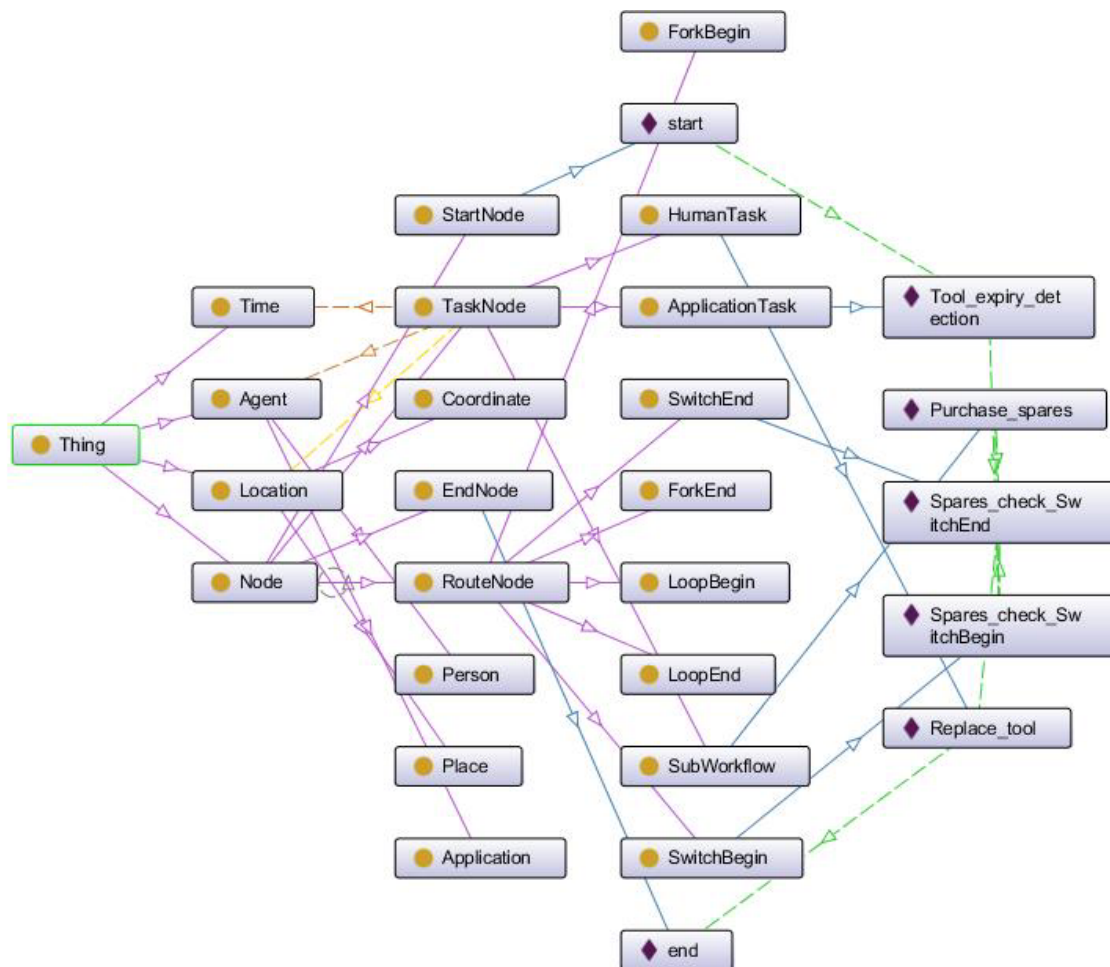 ForkBegin
start
StartNode
HumanTask
Time
TaskNode
ApplicationTask
Tool_expiry_det
ection
Agent
Coordinate
SwitchEnd
Purchase_spares
Thing
Location
EndNode
ForkEnd
Spares_check_Sw
itchEnd
Node
RouteNode
LoopBegin
Spares_check_Sw
itchBegin
Person
LoopEnd
Replace_tool
Place
SubWorkflow
Application
SwitchBegin
end